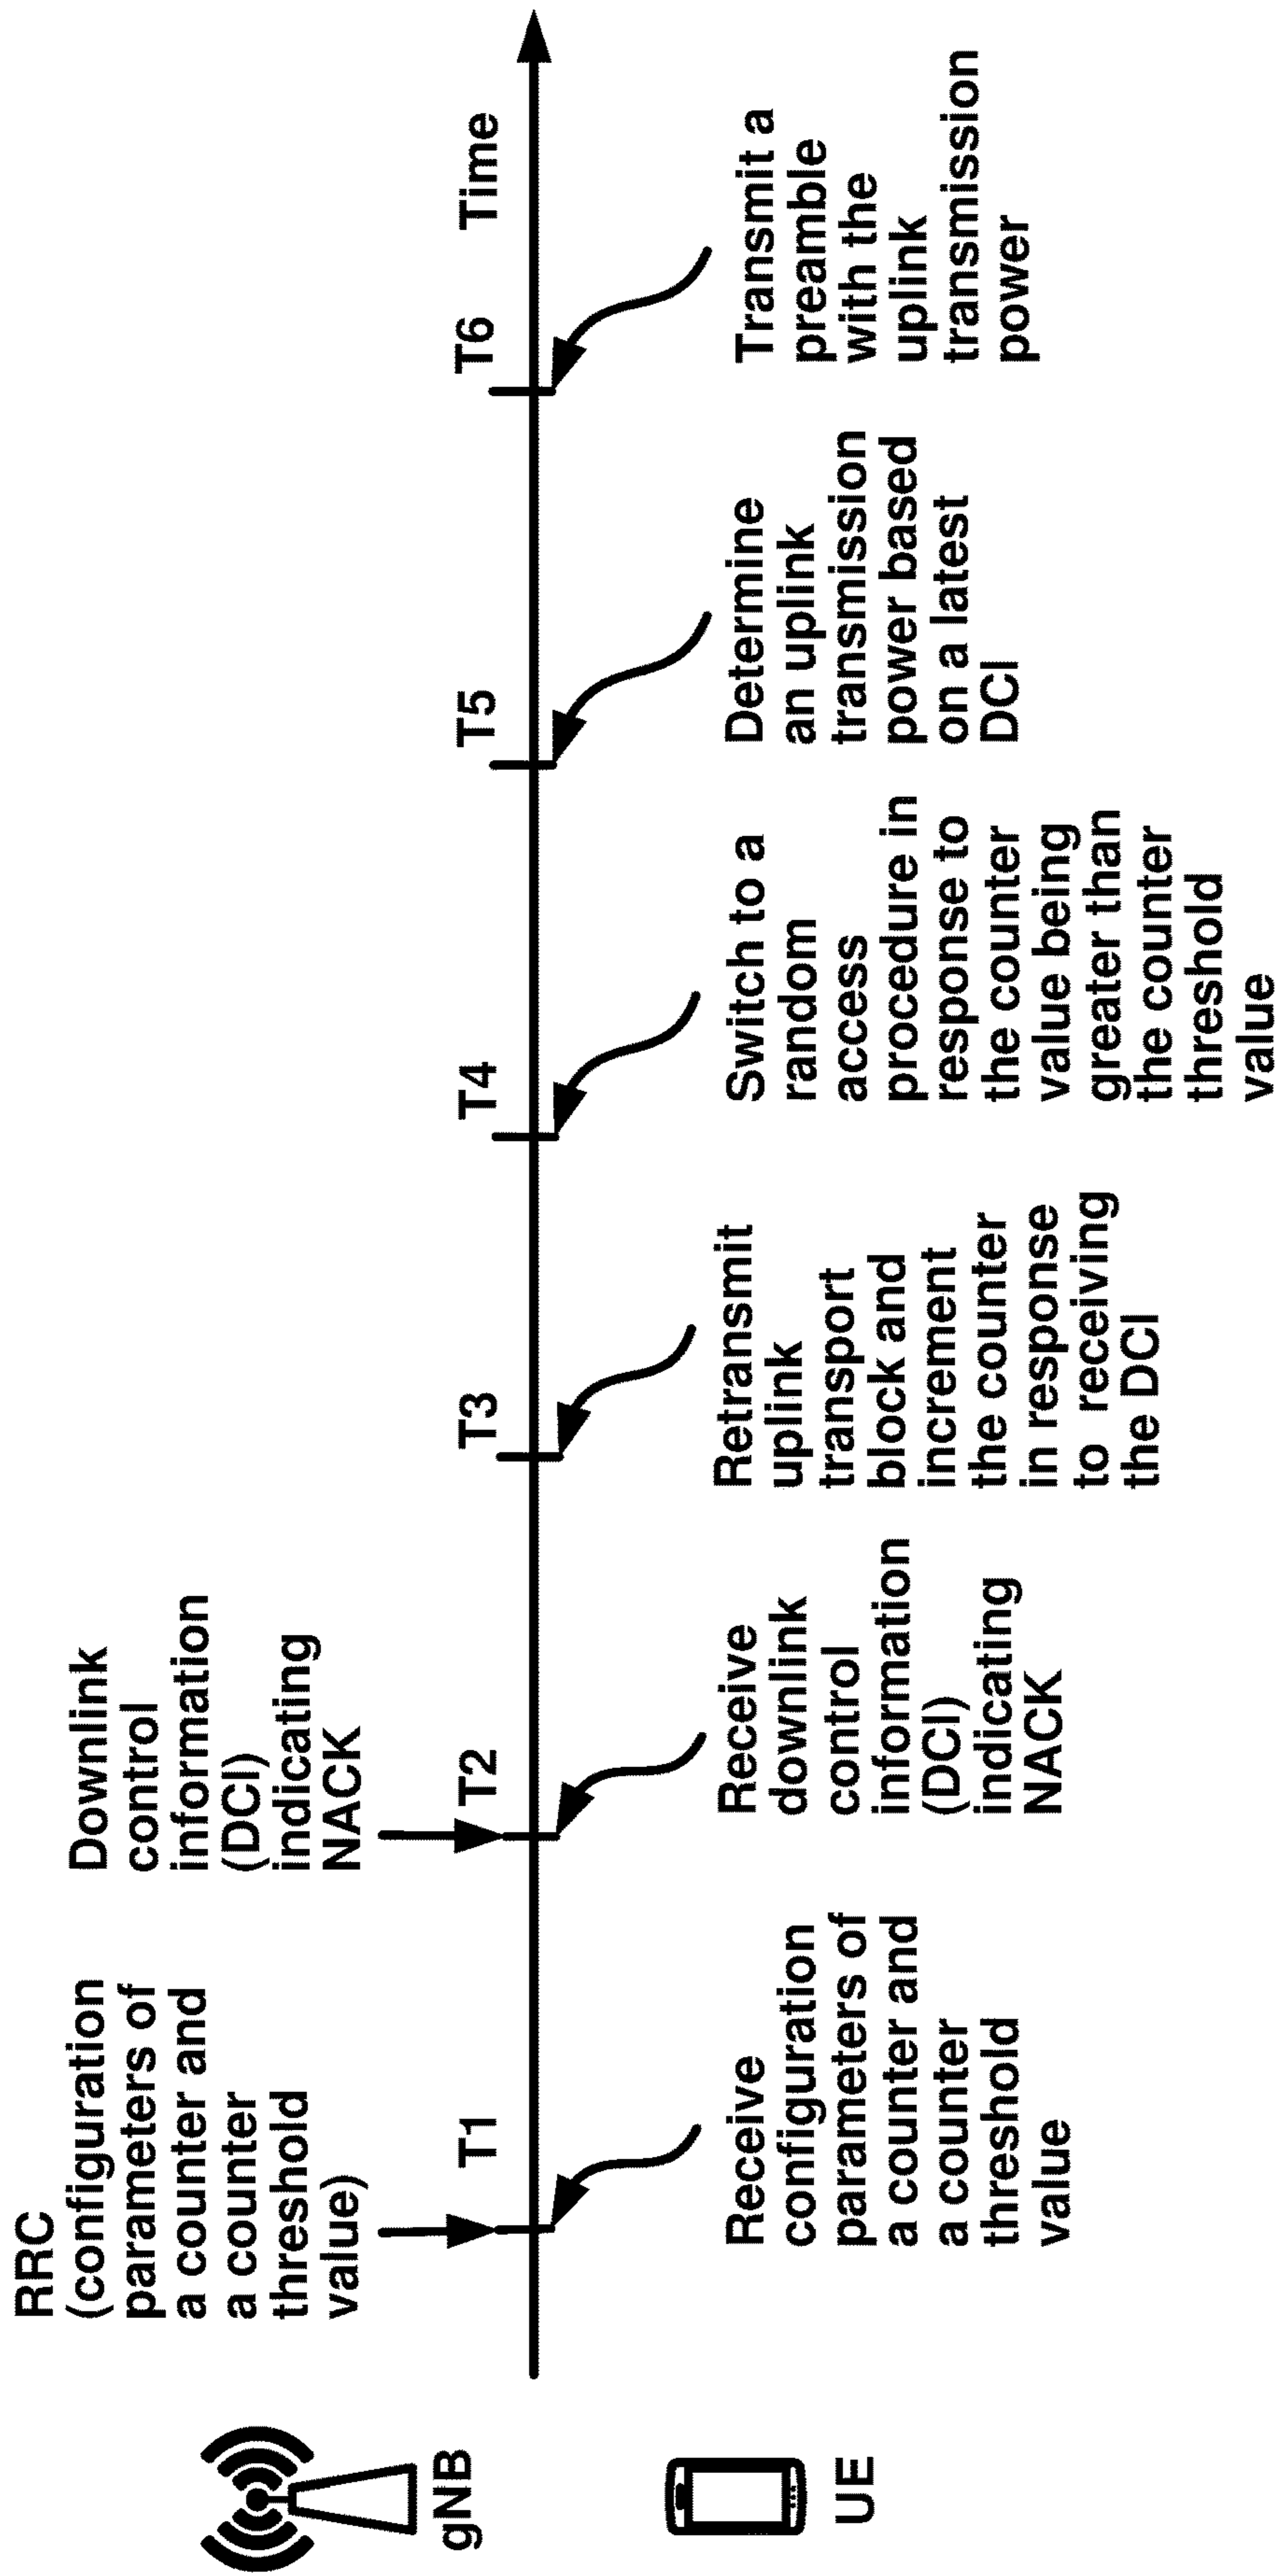 RRC
(configuration
parameters of
a counter and
a counter
threshold
value)
Downlink
control
information
(DCI)
indicating
NACK
gNB
T1
T2
T3
T4
T5
T6
Time
UE
Receive
configuration
parameters of
a counter and
a counter
threshold
value
Receive
downlink
control
information
(DCI)
indicating
NACK
Retransmit
uplink
transport
block and
increment
the counter
in response
to receiving
the DCI
Switch to a
random
access
procedure in
response to
the counter
value being
greater than
the counter
threshold
value
Determine
an uplink
transmission
power based
on a latest
DCI
Transmit a
preamble
with the
uplink
transmission
power